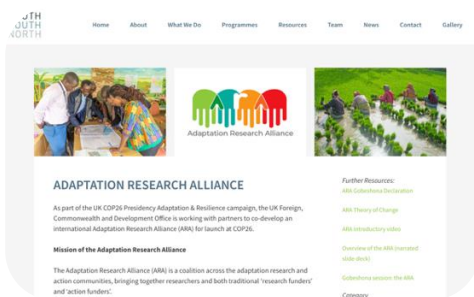 SOUTH
NORTH
Home About What We Do Programmes Resources Team News Contact Gallery
Adaptation Research Alliance
ADAPTATION RESEARCH ALLIANCE
As part of the UK COP26 Presidency Adaptation & Resilience campaign, the UK Foreign,
Commonwealth and Development Office is working with partners to co-develop an
international Adaptation Research Alliance (ARA) for launch at COP26.
Mission of the Adaptation Research Alliance
The Adaptation Research Alliance (ARA) is a coalition across the adaptation research and
action communities, bringing together researchers and both traditional 'research funders'
and 'action funders'.
Further Resources:
ARA Gobeshona Declaration
ARA Theory of Change
ARA introductory video
Overview of the ARA (narrated
slide deck)
Gobeshona session: the ARA
Category